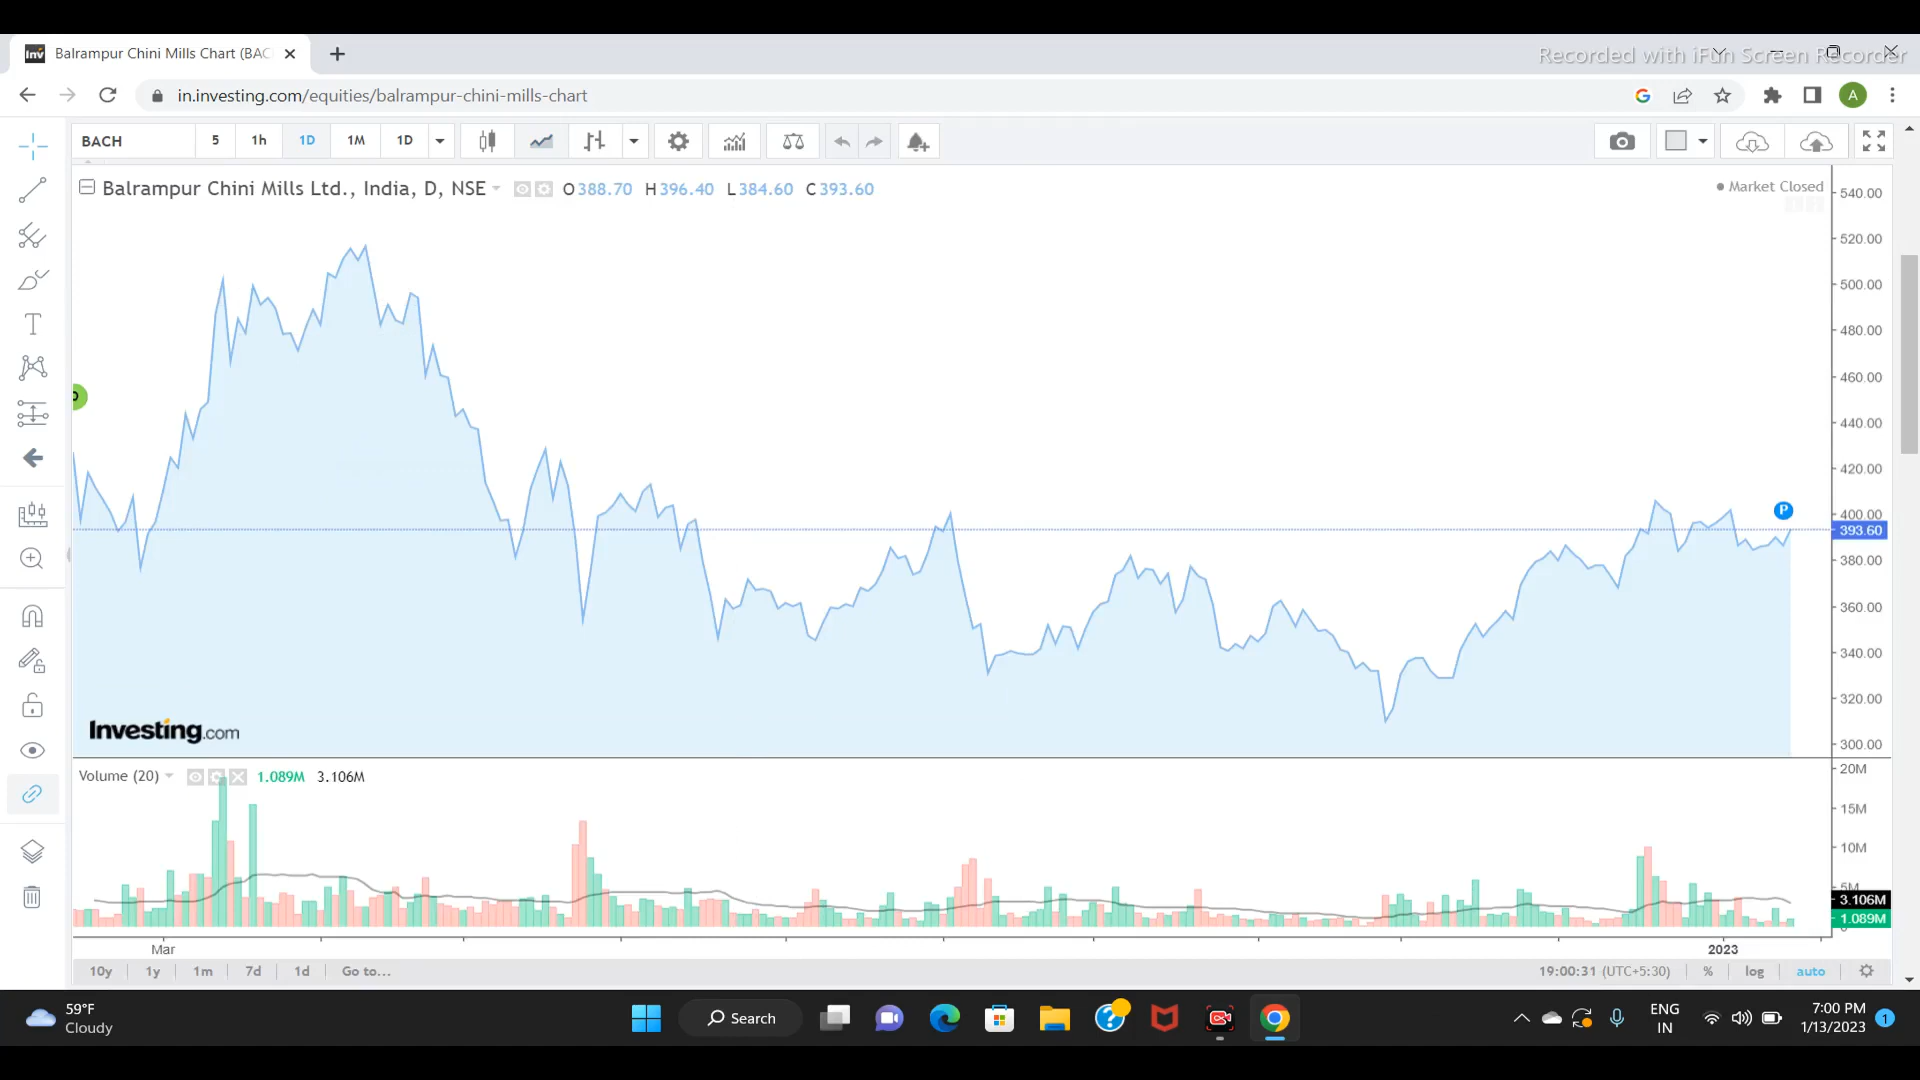 Balrampur Chini Mills Chart (BAC
Recorded with iFun Screen Recorder
in.investing.com/equities/balrampur-chini-mills-chart
A
BACH 5 1h 1D 1M 1D
Balrampur Chini Mills Ltd., India, D, NSE O388.70 H396.40 L384.60 C393.60
Market Closed
540.00
520.00
500.00
480.00
460.00
440.00
420.00
400.00
P
393.60
380.00
360.00
340.00
320.00
300.00
Investing.com
Volume (20) 1.089M 3.106M
20M
15M
10M
5M
3.106M
1.089M
0
Mar 2023
10y 1y 1m 7d 1d Go to... 19:00:31 (UTC+5:30) % log auto
59°F
Cloudy
Search
ENG
IN
7:00 PM
1/13/2023
1